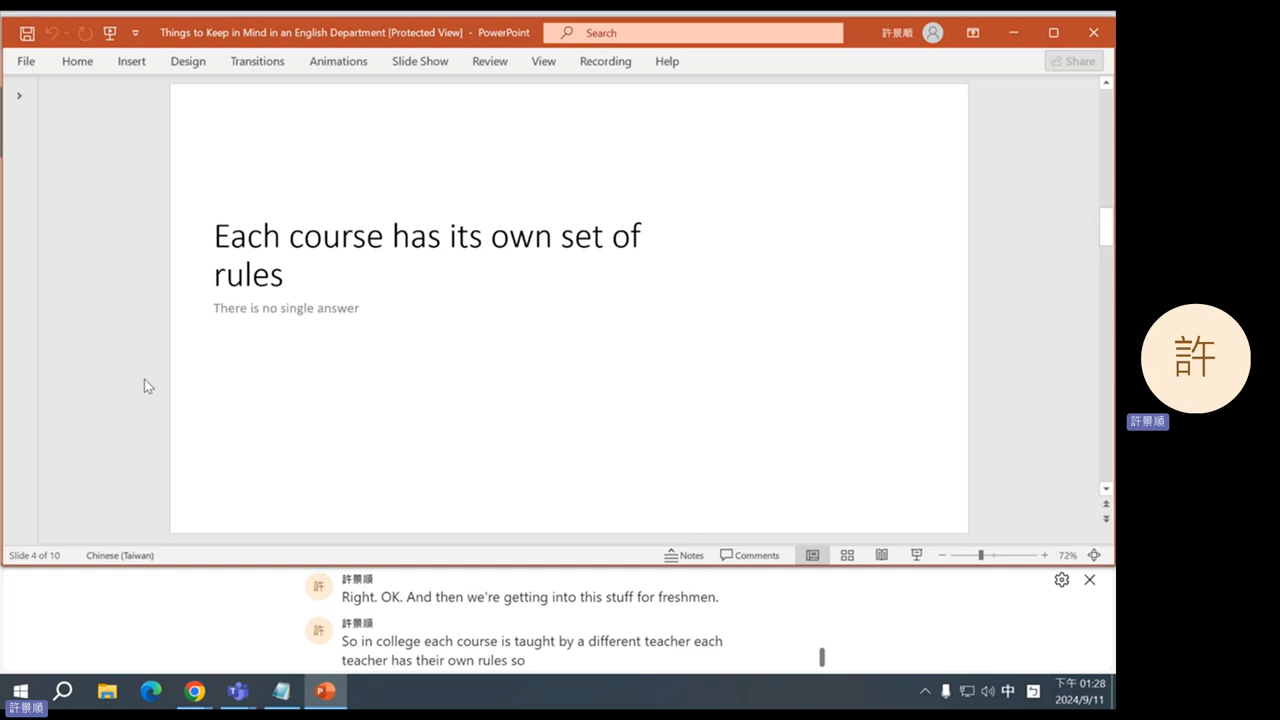 Things to Keep in Mind in an English Department [Protected View] - PowerPoint
Search
許景順
File Home Insert Design Transitions Animations Slide Show Review View Recording Help
Share
Each course has its own set of
rules
There is no single answer
許
許景順
Slide 4 of 10
Chinese (Taiwan)
Notes
Comments
72%
許
許景順
Right. OK. And then we're getting into this stuff for freshmen.
許
許景順
So in college each course is taught by a different teacher each
teacher has their own rules so
中
下午 01:28
2024/9/11
許景順